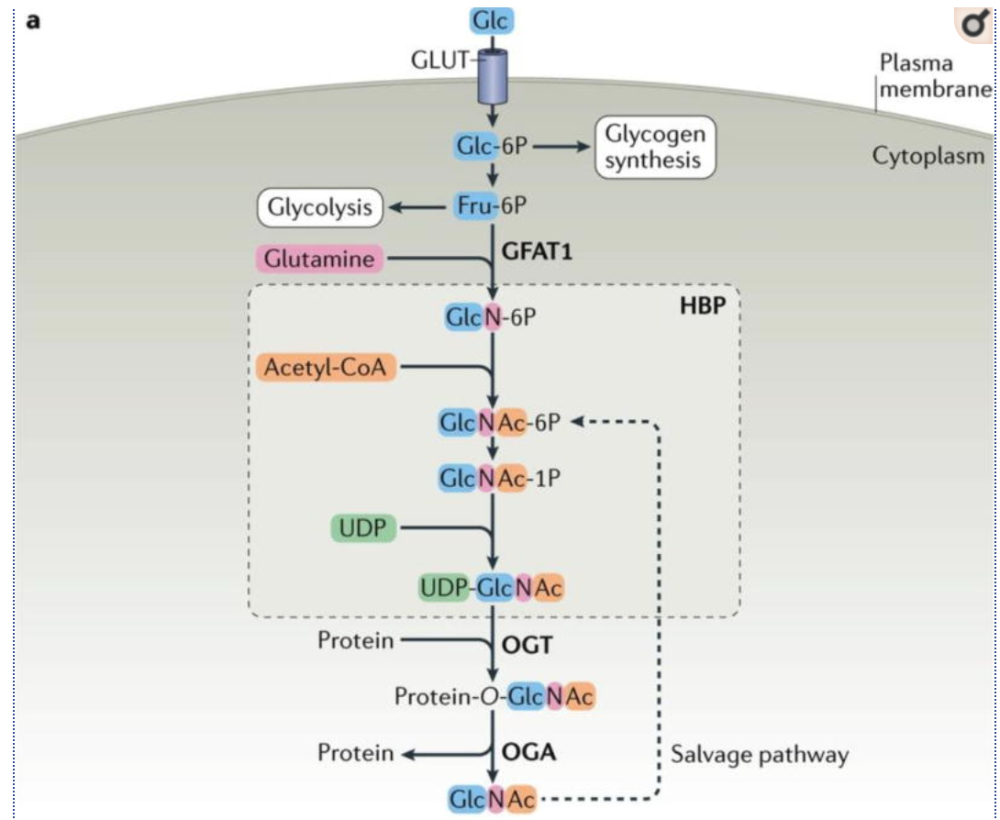 a
Glc
GLUT
Plasma
membrane
Glc-6P
Glycogen
synthesis
Cytoplasm
Glycolysis
Fru-6P
Glutamine
GFAT1
HBP
GlcN-6P
Acetyl-CoA
GlcNAc-6P
GlcNAc-1P
UDP
UDP-GlcNAc
Protein
OGT
Protein-O-GlcNAc
Protein
OGA
Salvage pathway
GlcNAc